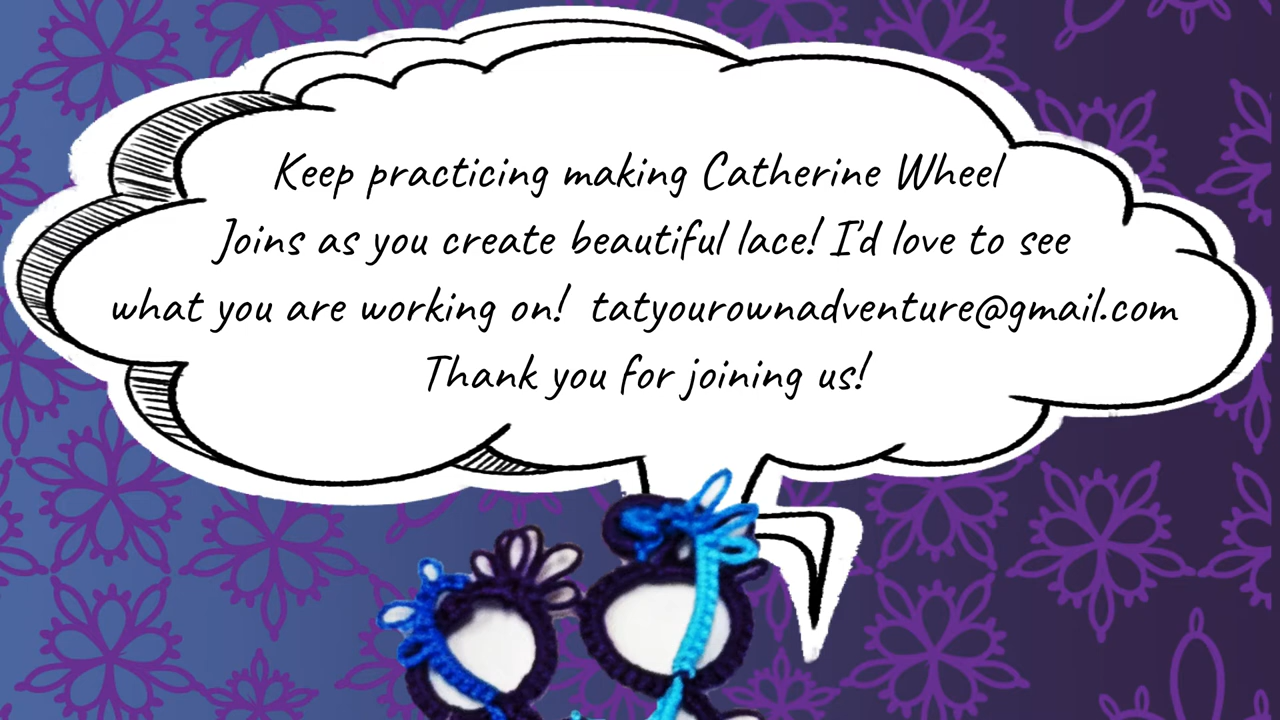 Keep practicing making Catherine Wheel
Joins as you create beautiful lace! I'd love to see
what you are working on! tatyourownadventure@gmail.com
Thank you for joining us!